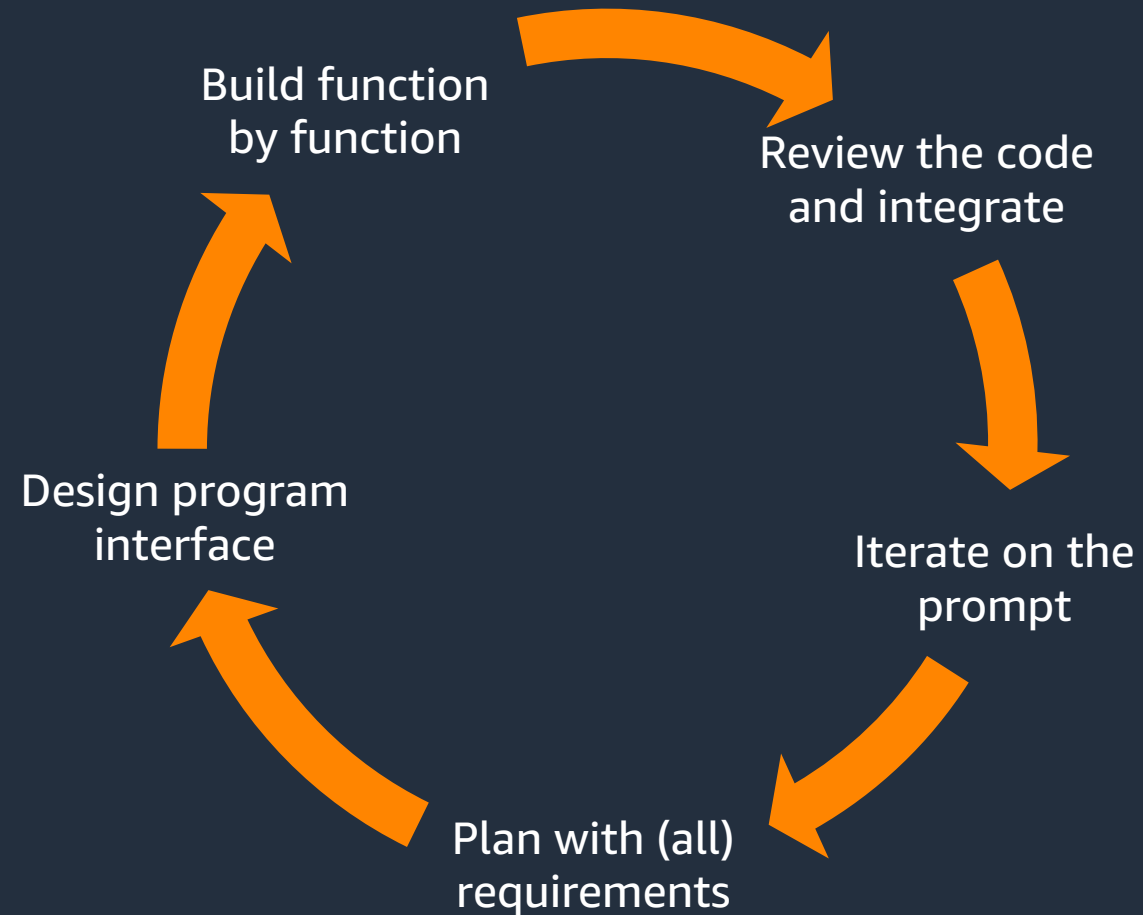 Build function
by function
Review the code
and integrate
Design program
interface
Iterate on the
prompt
Plan with (all)
requirements